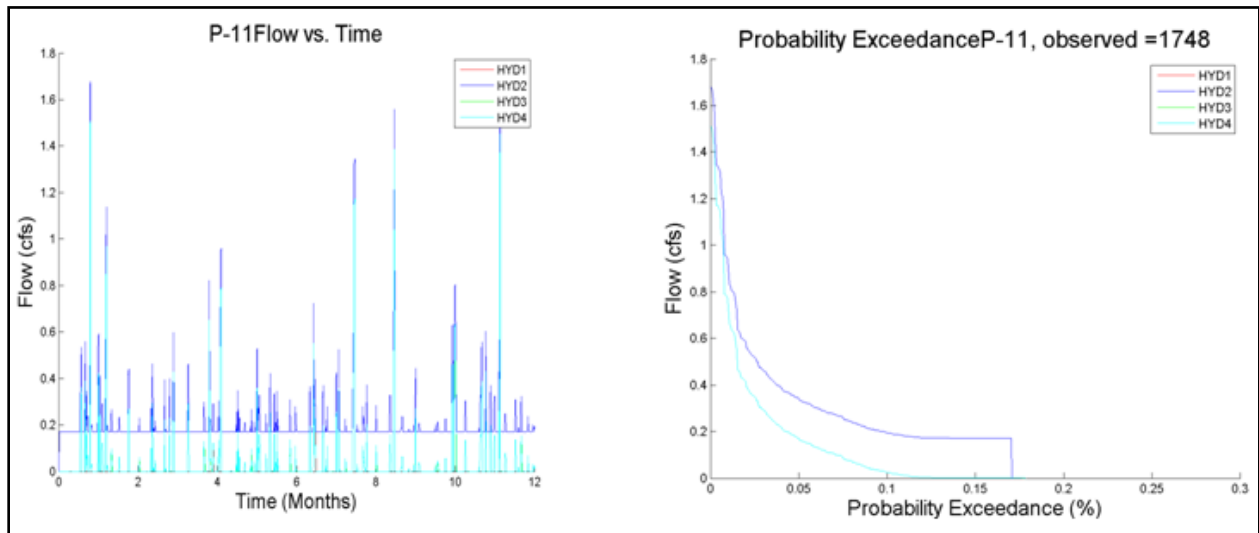 P-11Flow vs. Time
1.8
1.6
1.4
1.2
1
0.8
0.6
0.4
0.2
0
Flow (cfs)
HYD1
HYD2
HYD3
HYD4
0 2 4 6 8 10 12
Time (Months)
Probability ExceedanceP-11, observed =1748
1.8
1.6
1.4
1.2
1
0.8
0.6
0.4
0.2
0
Flow (cfs)
HYD1
HYD2
HYD3
HYD4
0 0.05 0.1 0.15 0.2 0.25 0.3
Probability Exceedance (%)